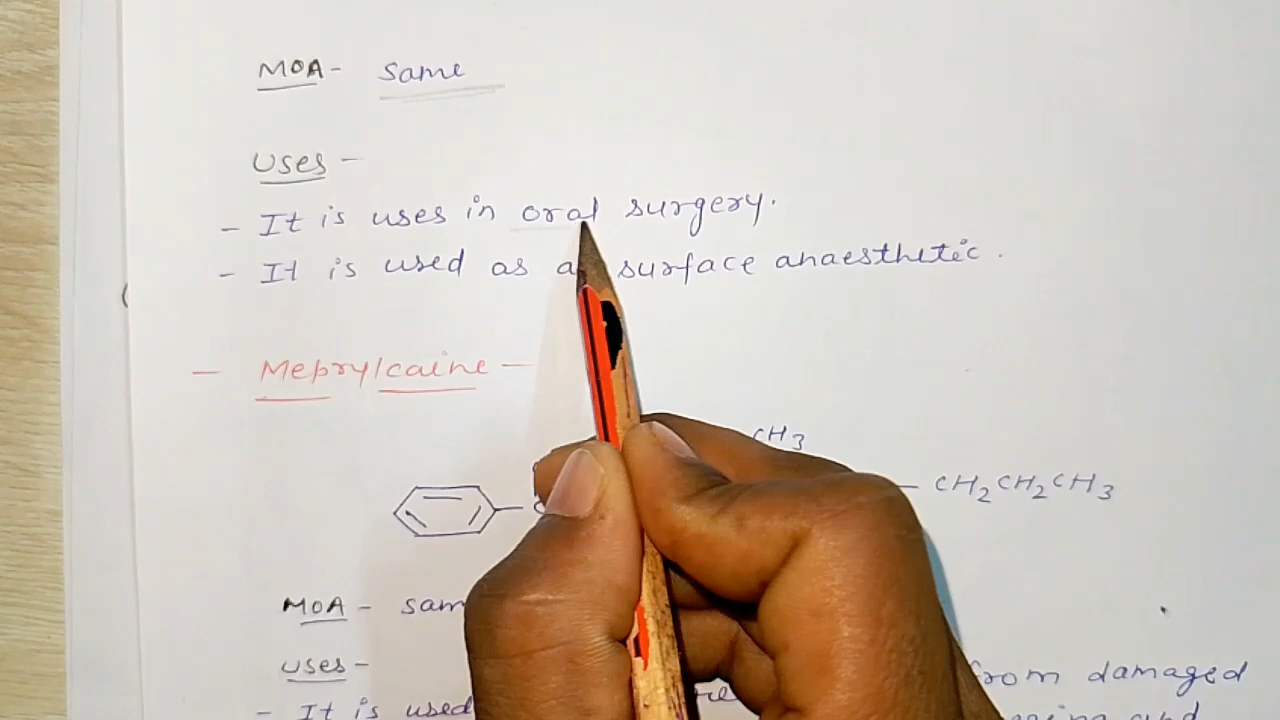 MOA- same
Uses -
- It is uses in oral surgery.
- It is used as a surface anaesthetic.
- Meprylcaine -
CH3
CH2CH2CH3
MOA -
Uses -
from damaged
- It is used